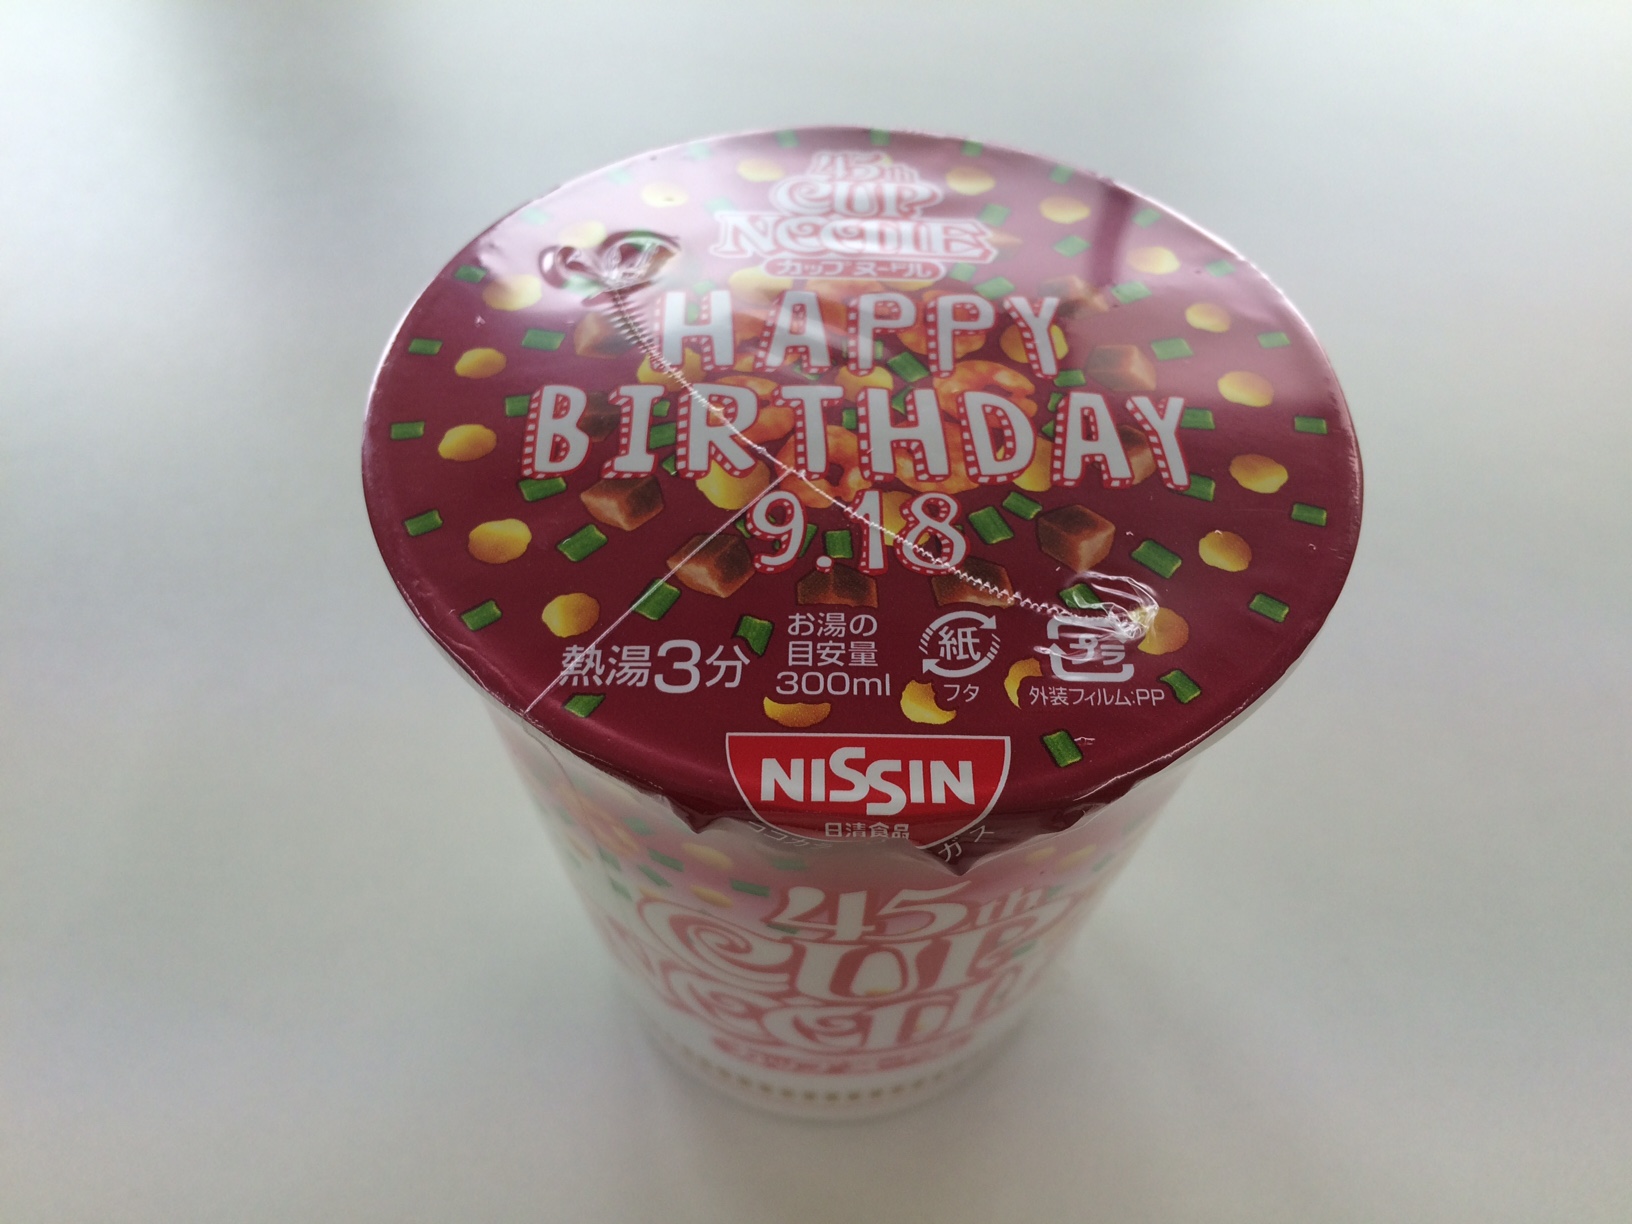 45th
CUP
NOODLE
カップヌードル
HAPPY
BIRTHDAY
9.18
熱湯3分
お湯の
目安量
300ml
紙
フタ
プラ
外装フィルム:PP
NISSIN
日清食品
45th
CUP
NOODLE